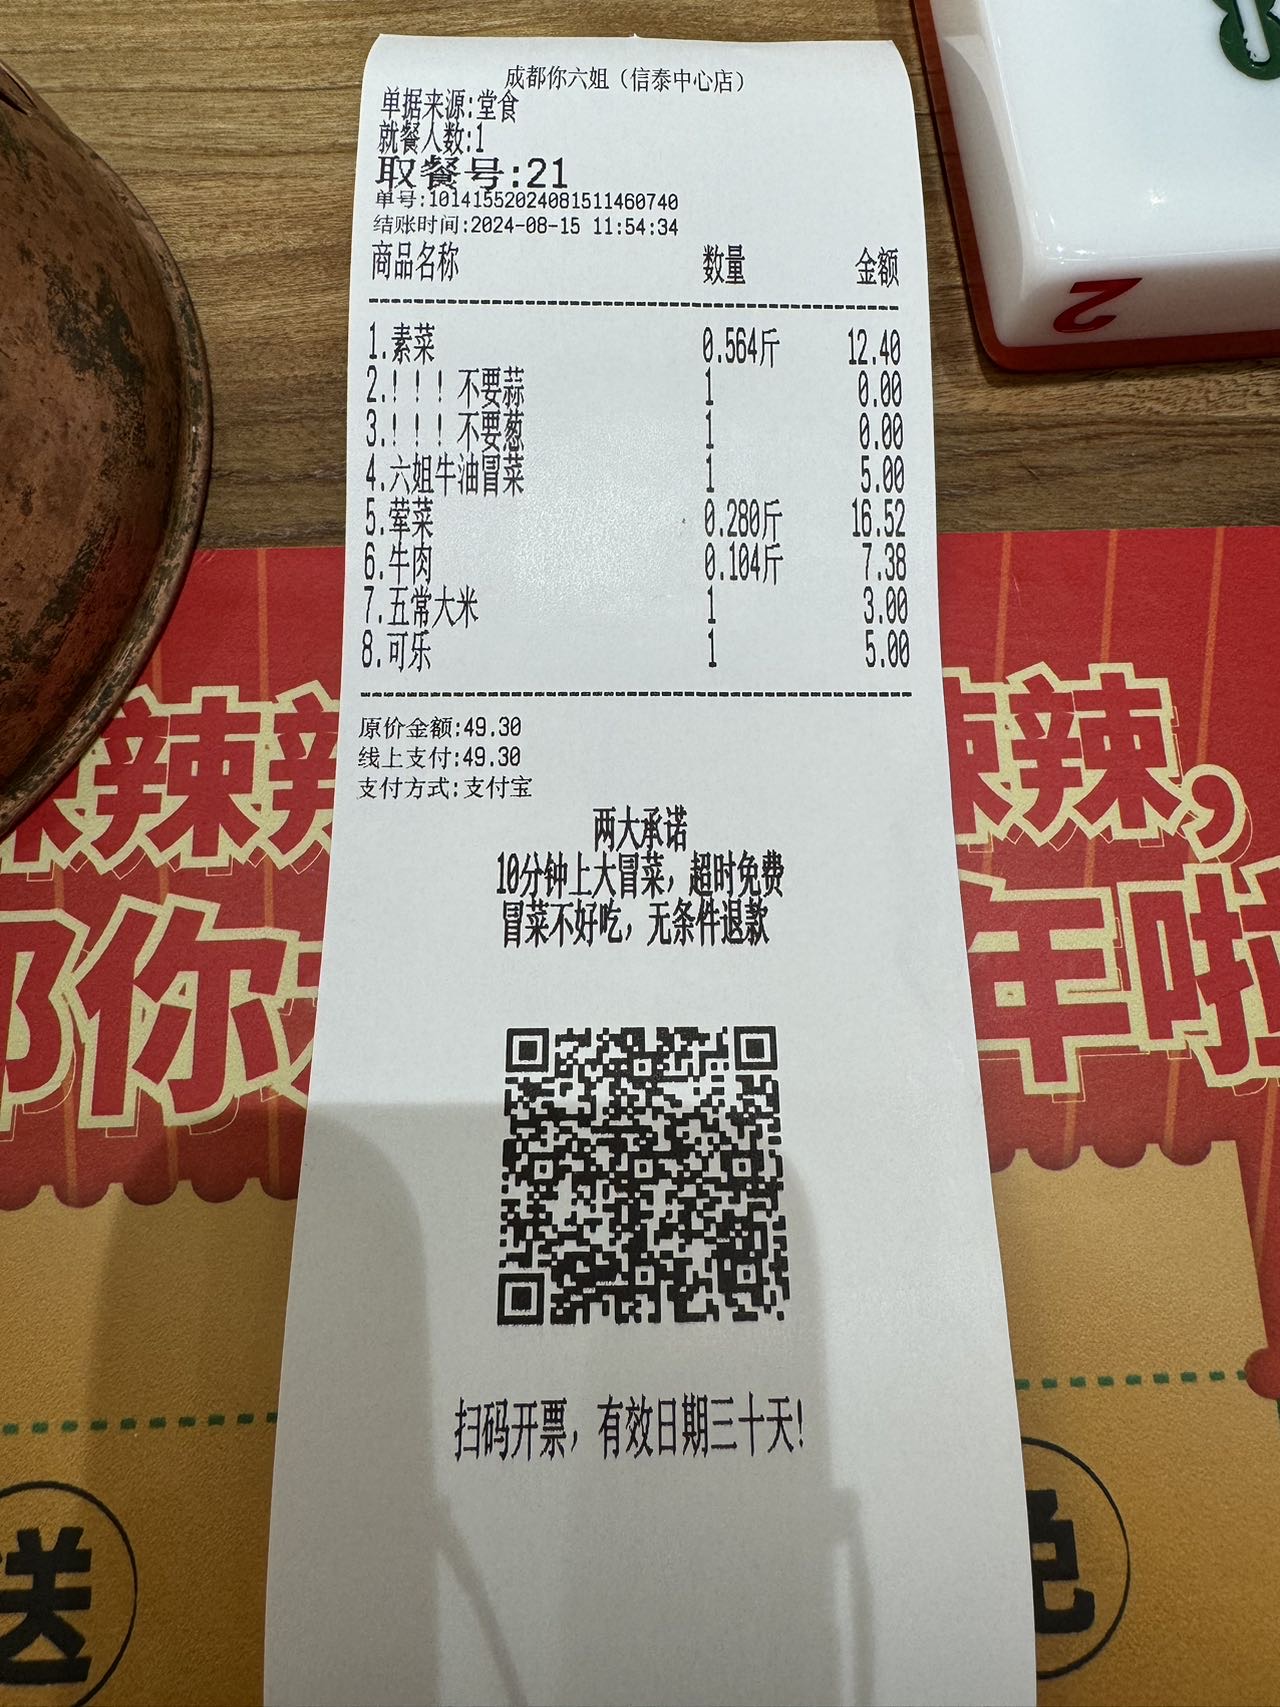 成都你六姐（信泰中心店）
单据来源:堂食
就餐人数:1
取餐号:21
单号:10141552024081511460740
结账时间:2024-08-15 11:54:34
商品名称 数量 金额
1.素菜 0.564斤 12.40
2.！！！不要蒜 1 0.00
3.！！！不要葱 1 0.00
4.六姐牛油冒菜 1 5.00
5.荤菜 0.280斤 16.52
6.牛肉 0.104斤 7.38
7.五常大米 1 3.00
8.可乐 1 5.00
原价金额:49.30
线上支付:49.30
支付方式:支付宝
两大承诺
10分钟上大冒菜，超时免费
冒菜不好吃，无条件退款
扫码开票，有效日期三十天!
2
辣辣 辣,
都你 年啦
送 免